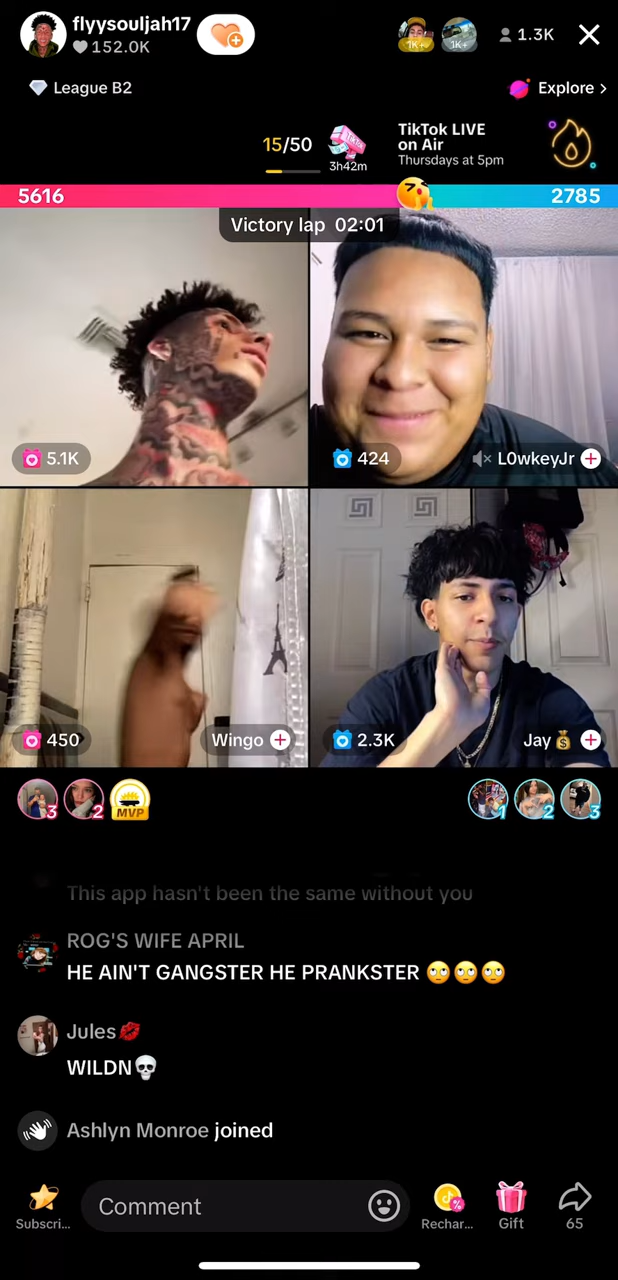 flyysouljah17
152.0K
1K+
1K+
1.3K
League B2
Explore >
15/50
3h42m
TikTok LIVE
on Air
Thursdays at 5pm
5616
2785
Victory lap 02:01
5.1K
424
L0wkeyJr
450
Wingo
2.3K
Jay💰
3
2
MVP
1
2
3
This app hasn't been the same without you
ROG'S WIFE APRIL
HE AIN'T GANGSTER HE PRANKSTER 🙄🙄🙄
Jules💋
WILDN💀
Ashlyn Monroe joined
Comment
Subscri...
Rechar...
Gift
65